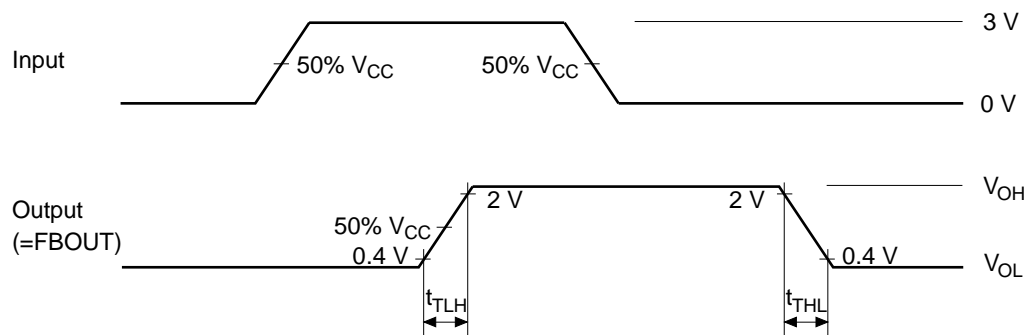 3 V
Input
50% VCC 50% VCC
0 V
2 V 2 V VOH
Output
(=FBOUT)
50% VCC
0.4 V 0.4 V VOL
tTLH tTHL